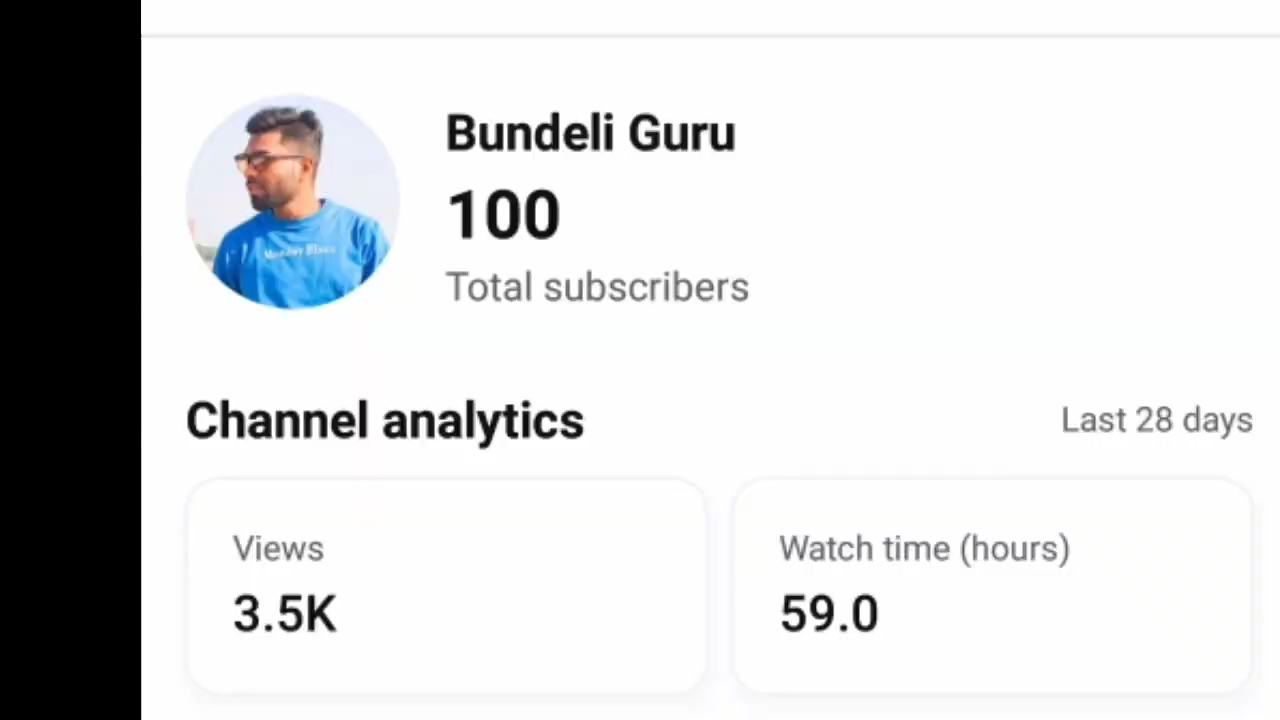 Bundeli Guru
100
Total subscribers
Channel analytics
Last 28 days
Views
3.5K
Watch time (hours)
59.0